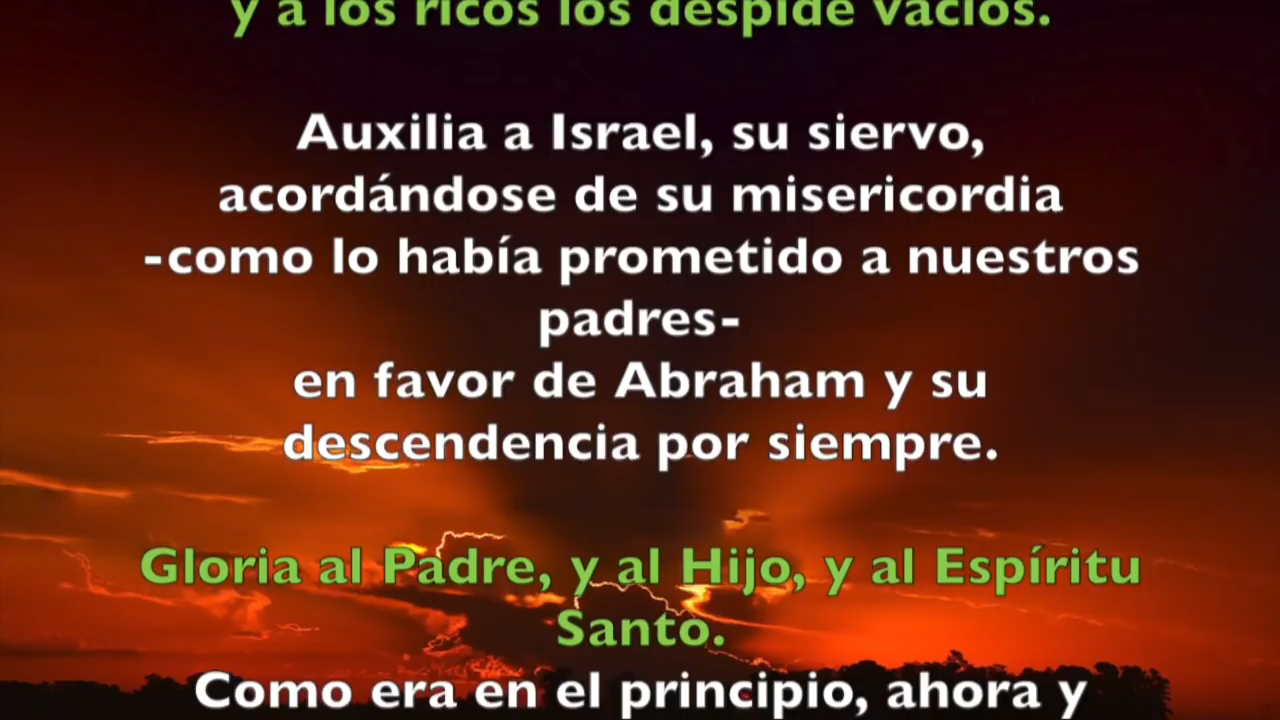 y a los ricos los despide vacíos.
Auxilia a Israel, su siervo,
acordándose de su misericordia
-como lo había prometido a nuestros
padres-
en favor de Abraham y su
descendencia por siempre.
Gloria al Padre, y al Hijo, y al Espíritu
Santo.
Como era en el principio, ahora y